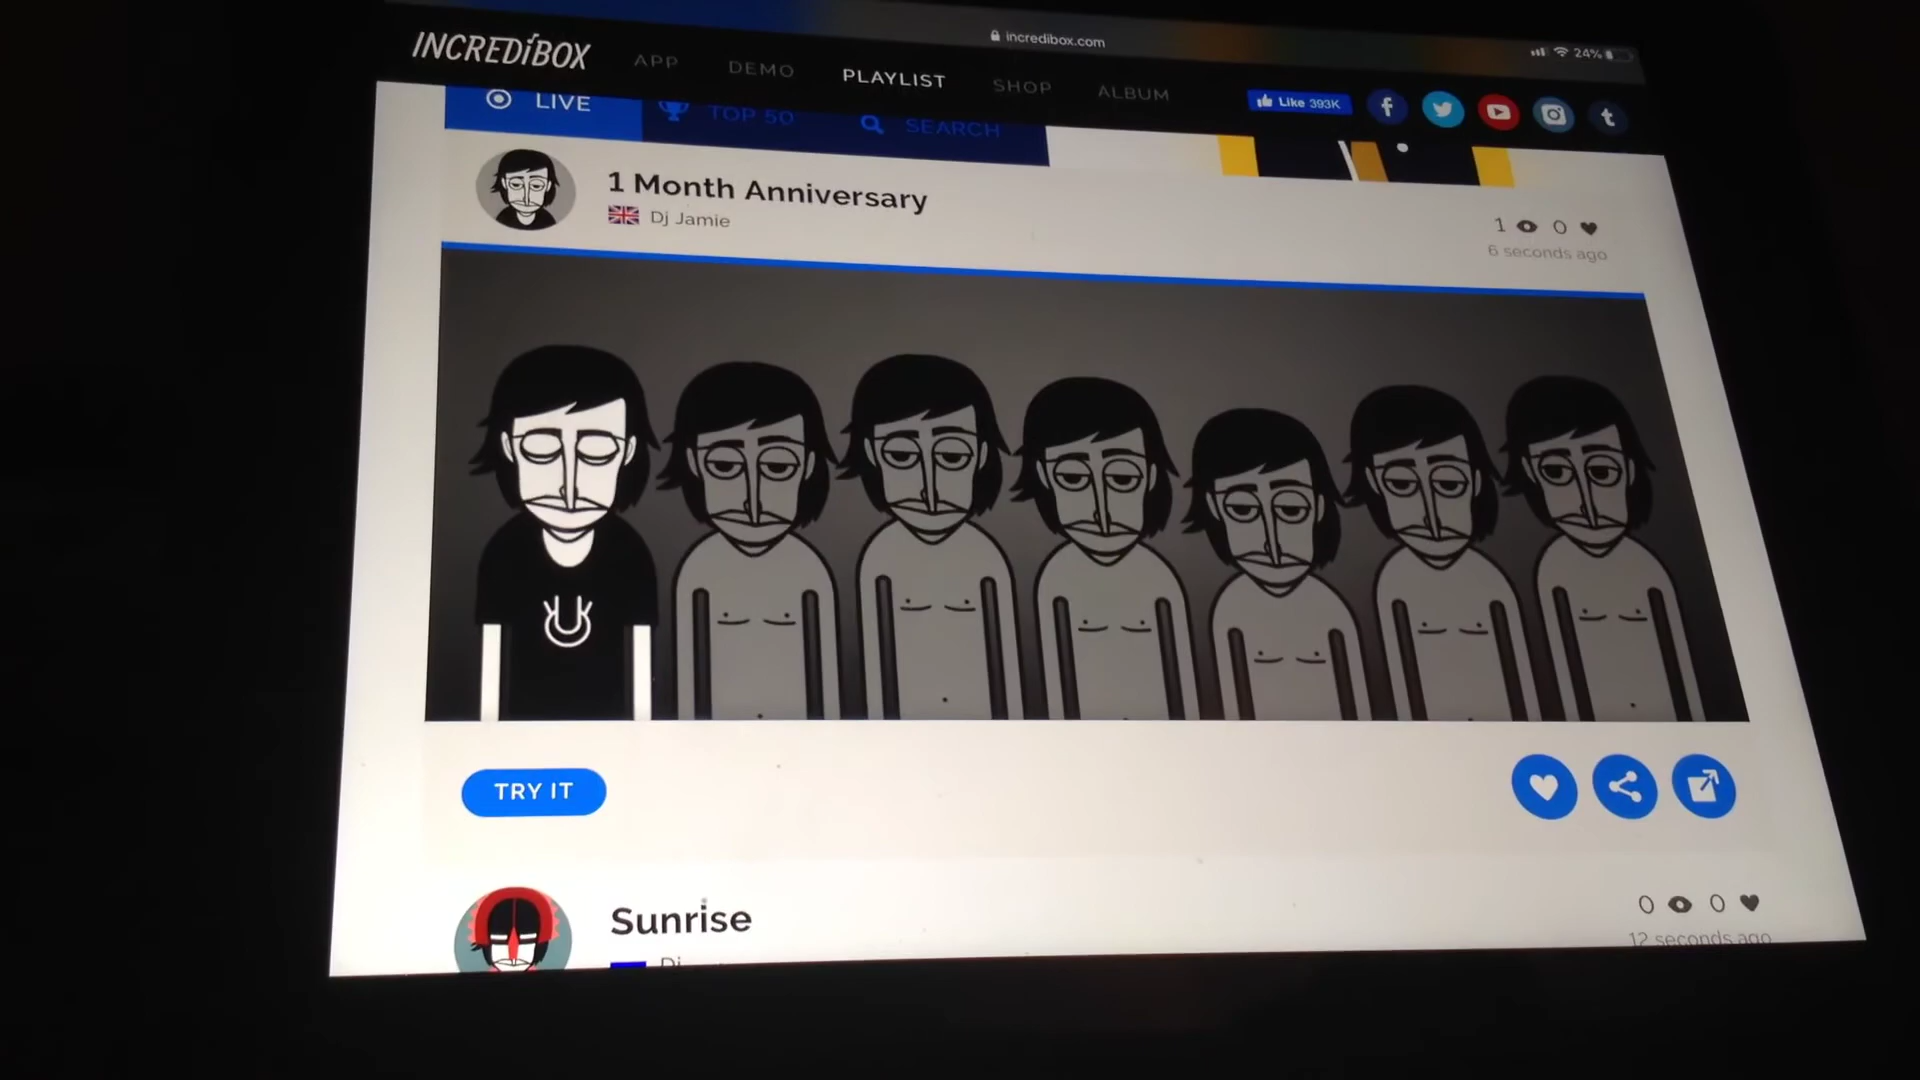 incredibox.com
24%
INCREDIBOX
APP
DEMO
PLAYLIST
SHOP
ALBUM
Like 393K
f
t
LIVE
TOP 50
SEARCH
1 Month Anniversary
Dj Jamie
1 0
6 seconds ago
TRY IT
Sunrise
0 0
12 seconds ago
Dj